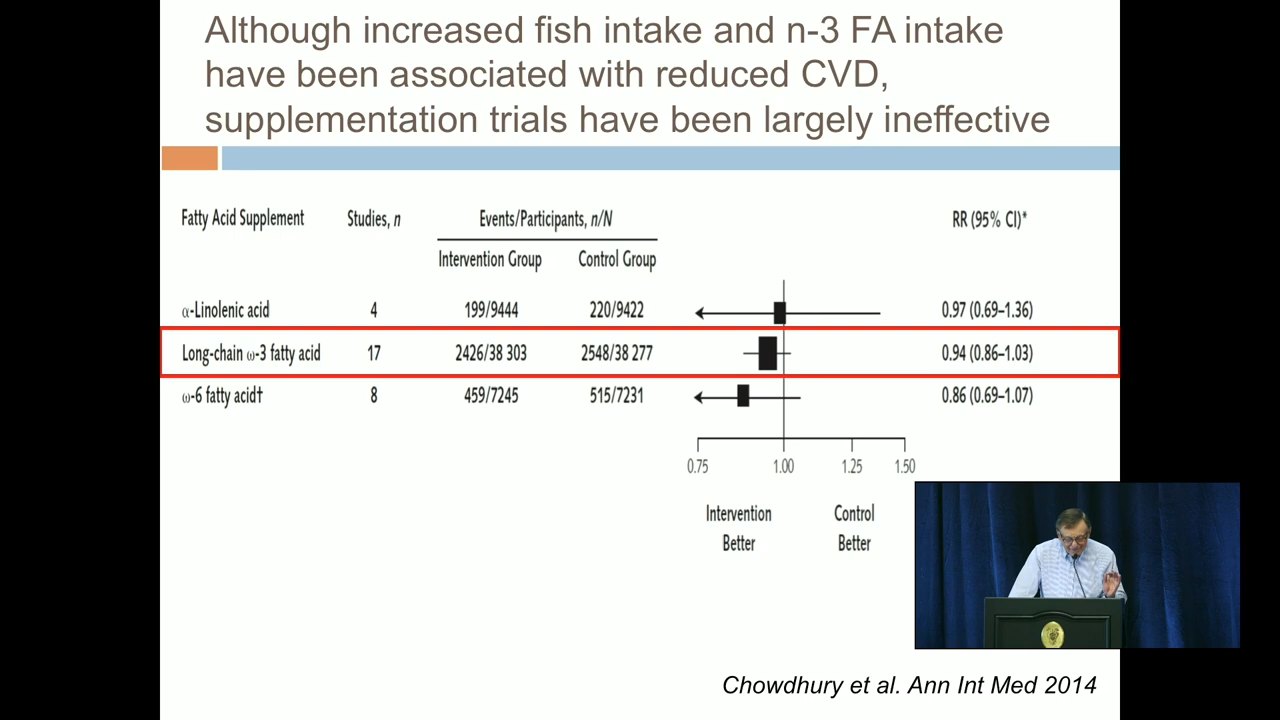 Although increased fish intake and n-3 FA intake
have been associated with reduced CVD,
supplementation trials have been largely ineffective
Fatty Acid Supplement Studies, n Events/Participants, n/N RR (95% CI)*
Intervention Group Control Group
α-Linolenic acid 4 199/9444 220/9422 0.97 (0.69–1.36)
Long-chain ω-3 fatty acid 17 2426/38 303 2548/38 277 0.94 (0.86–1.03)
ω-6 fatty acid† 8 459/7245 515/7231 0.86 (0.69–1.07)
0.75 1.00 1.25 1.50
Intervention Control
Better Better
Chowdhury et al. Ann Int Med 2014